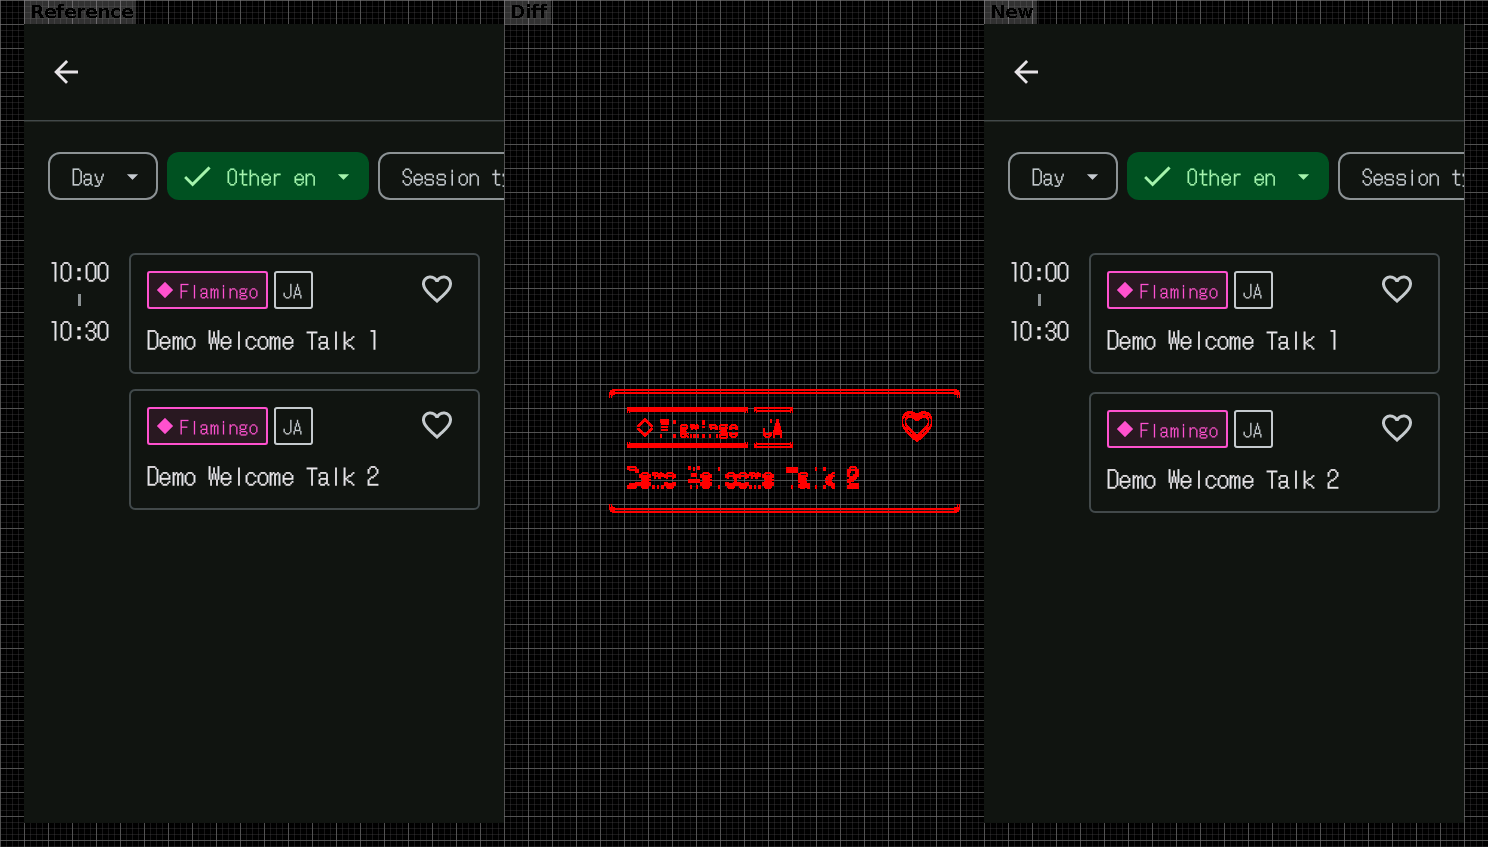 Reference
Diff
New
Day
Other en
Session ty
10:00
10:30
Flamingo
JA
Demo Welcome Talk 1
Flamingo
JA
Demo Welcome Talk 2
Flamingo
JA
Demo Welcome Talk 2
Day
Other en
Session ty
10:00
10:30
Flamingo
JA
Demo Welcome Talk 1
Flamingo
JA
Demo Welcome Talk 2